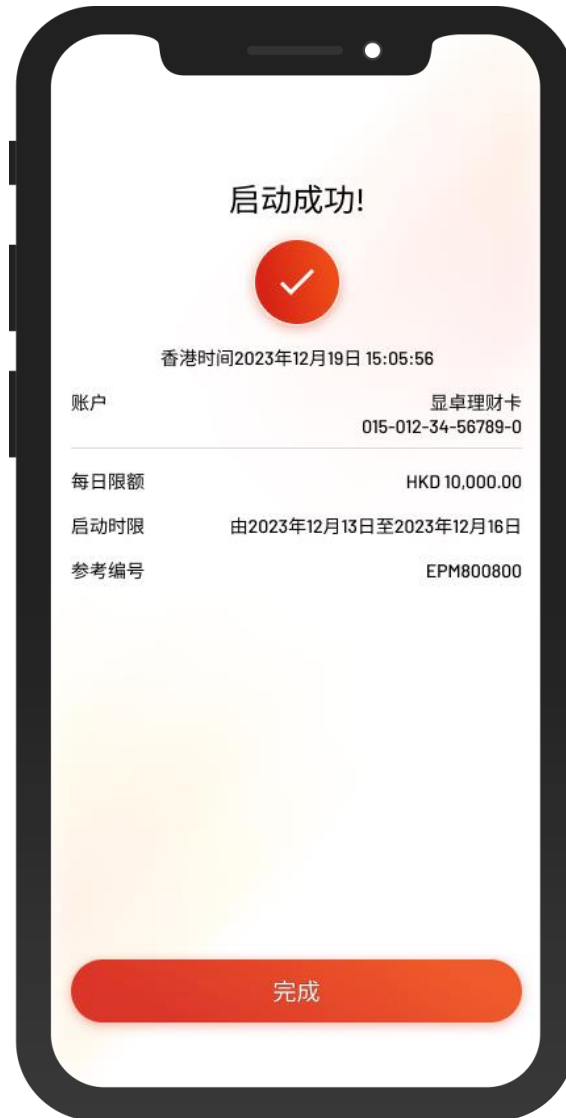 启动成功!
香港时间2023年12月19日 15:05:56
账户 显卓理财卡
015-012-34-56789-0
每日限额 HKD 10,000.00
启动时限 由2023年12月13日至2023年12月16日
参考编号 EPM800800
完成